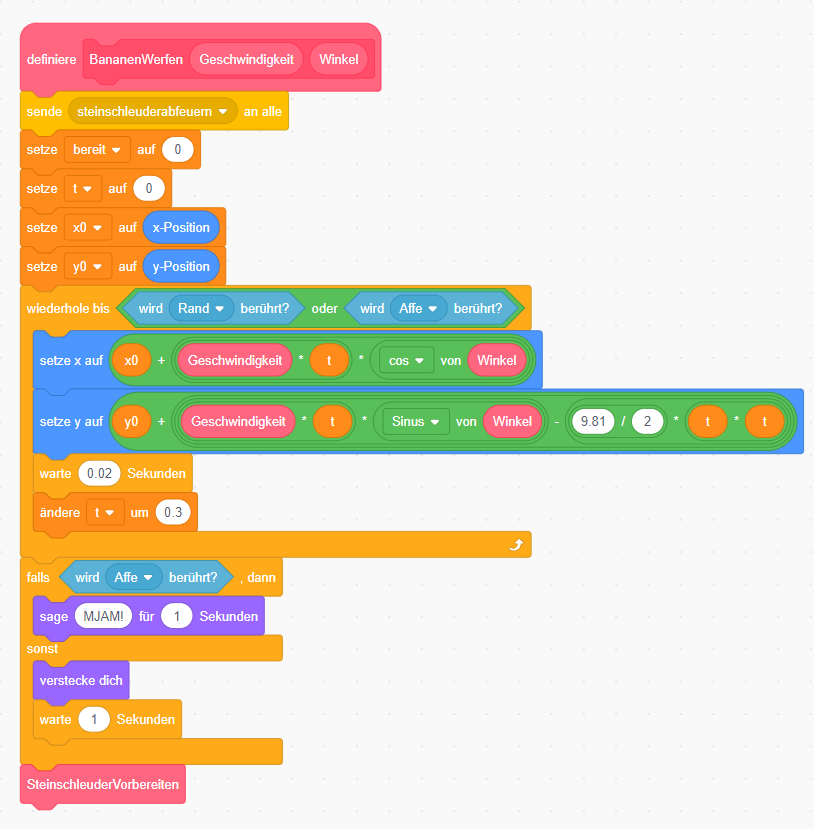 definiere BananenWerfen Geschwindigkeit Winkel
sende steinschleuderabfeuern an alle
setze bereit auf 0
setze t auf 0
setze x0 auf x-Position
setze y0 auf y-Position
wiederhole bis wird Rand berührt? oder wird Affe berührt?
setze x auf x0 + Geschwindigkeit * t * cos von Winkel
setze y auf y0 + Geschwindigkeit * t * Sinus von Winkel - 9.81 / 2 * t * t
warte 0.02 Sekunden
ändere t um 0.3
falls wird Affe berührt? , dann
sage MJAM! für 1 Sekunden
sonst
verstecke dich
warte 1 Sekunden
SteinschleuderVorbereiten